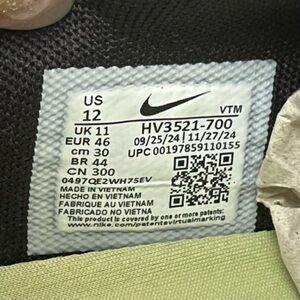 US
12
VTM
UK 11
HV3521-700
EUR 46
09/25/24 | 11/27/24
cm 30
UPC 00197859110155
BR 44
CN 300
0497QE2WH75EV
MADE IN VIETNAM
HECHO EN VIETNAM
FABRIQUE AU VIETNAM
FABRICADO NO VIETNA
This product is covered by one or more patents.
www.nike.com/patents/virtual